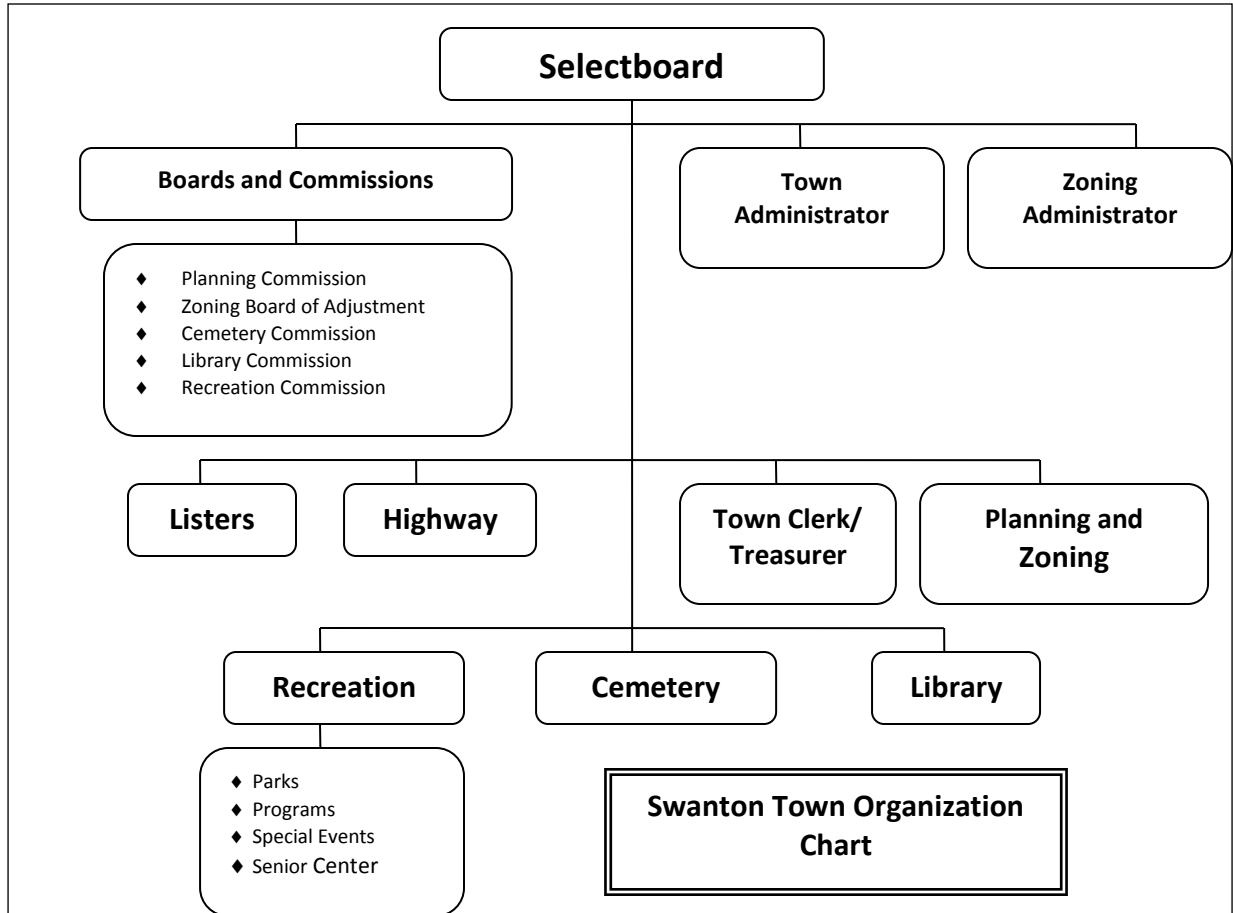 Selectboard
Boards and Commissions
Town
Administrator
Zoning
Administrator
♦ Planning Commission
♦ Zoning Board of Adjustment
♦ Cemetery Commission
♦ Library Commission
♦ Recreation Commission
Listers
Highway
Town Clerk/
Treasurer
Planning and
Zoning
Recreation
Cemetery
Library
♦ Parks
♦ Programs
♦ Special Events
♦ Senior Center
Swanton Town Organization
Chart